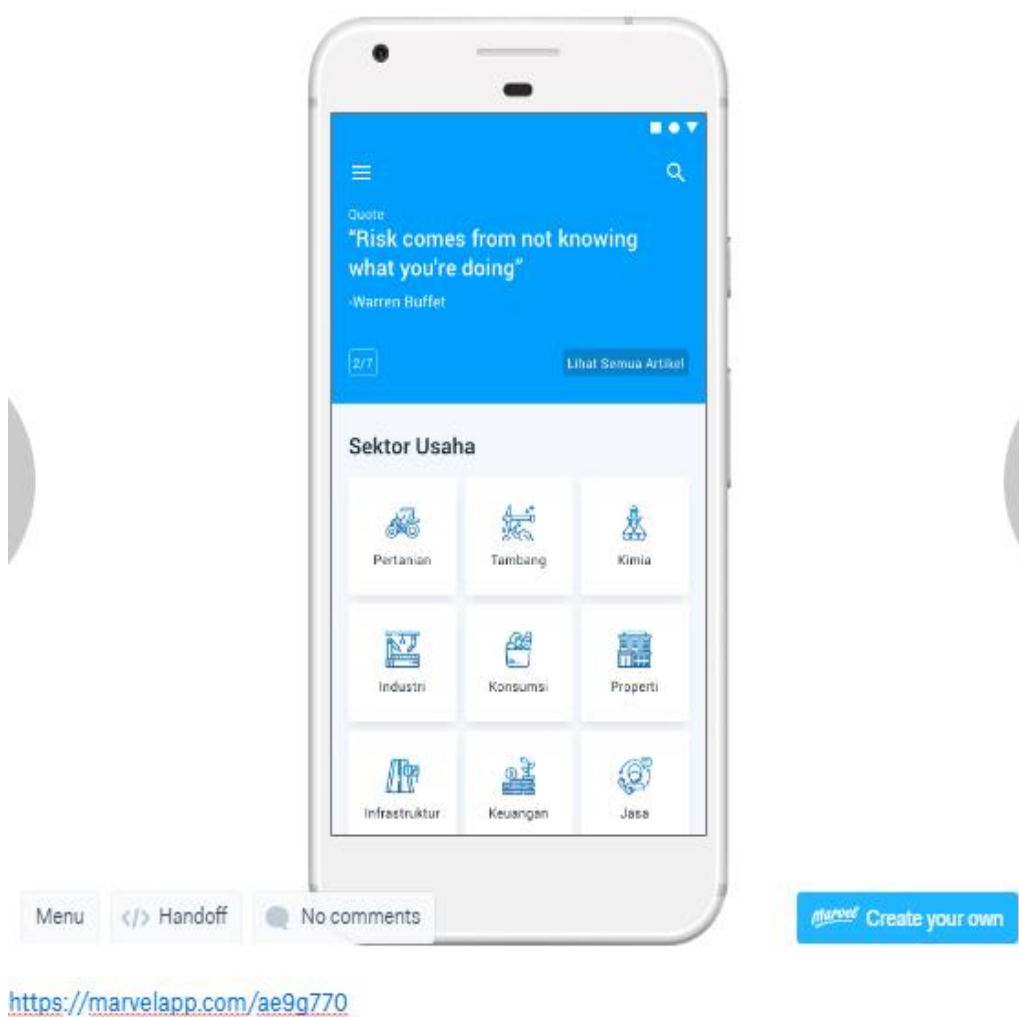 Quote
“Risk comes from not knowing
what you're doing”
-Warren Buffet
2/7
Lihat Semua Artikel
Sektor Usaha
Pertanian
Tambang
Kimia
Industri
Konsumsi
Properti
Infrastruktur
Keuangan
Jasa
Menu
</> Handoff
No comments
Marvel Create your own
https://marvelapp.com/ae9g770